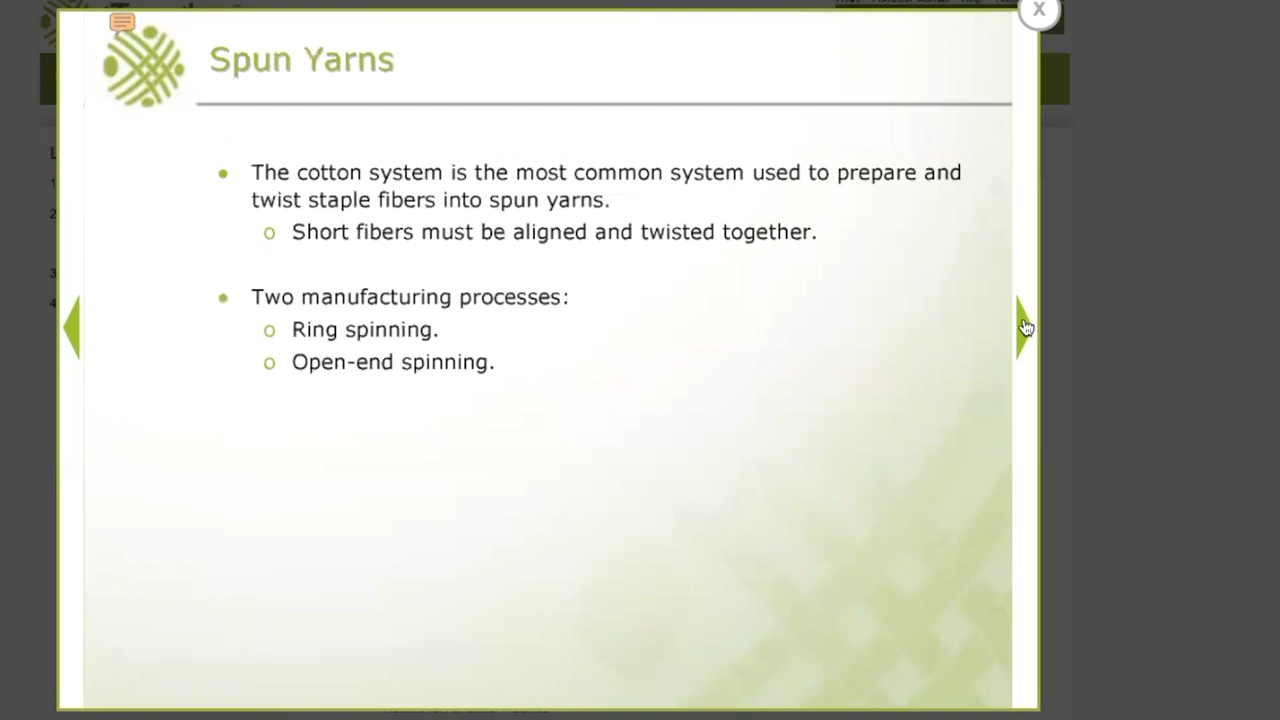 X
Spun Yarns
• The cotton system is the most common system used to prepare and
twist staple fibers into spun yarns.
o Short fibers must be aligned and twisted together.
• Two manufacturing processes:
o Ring spinning.
o Open-end spinning.